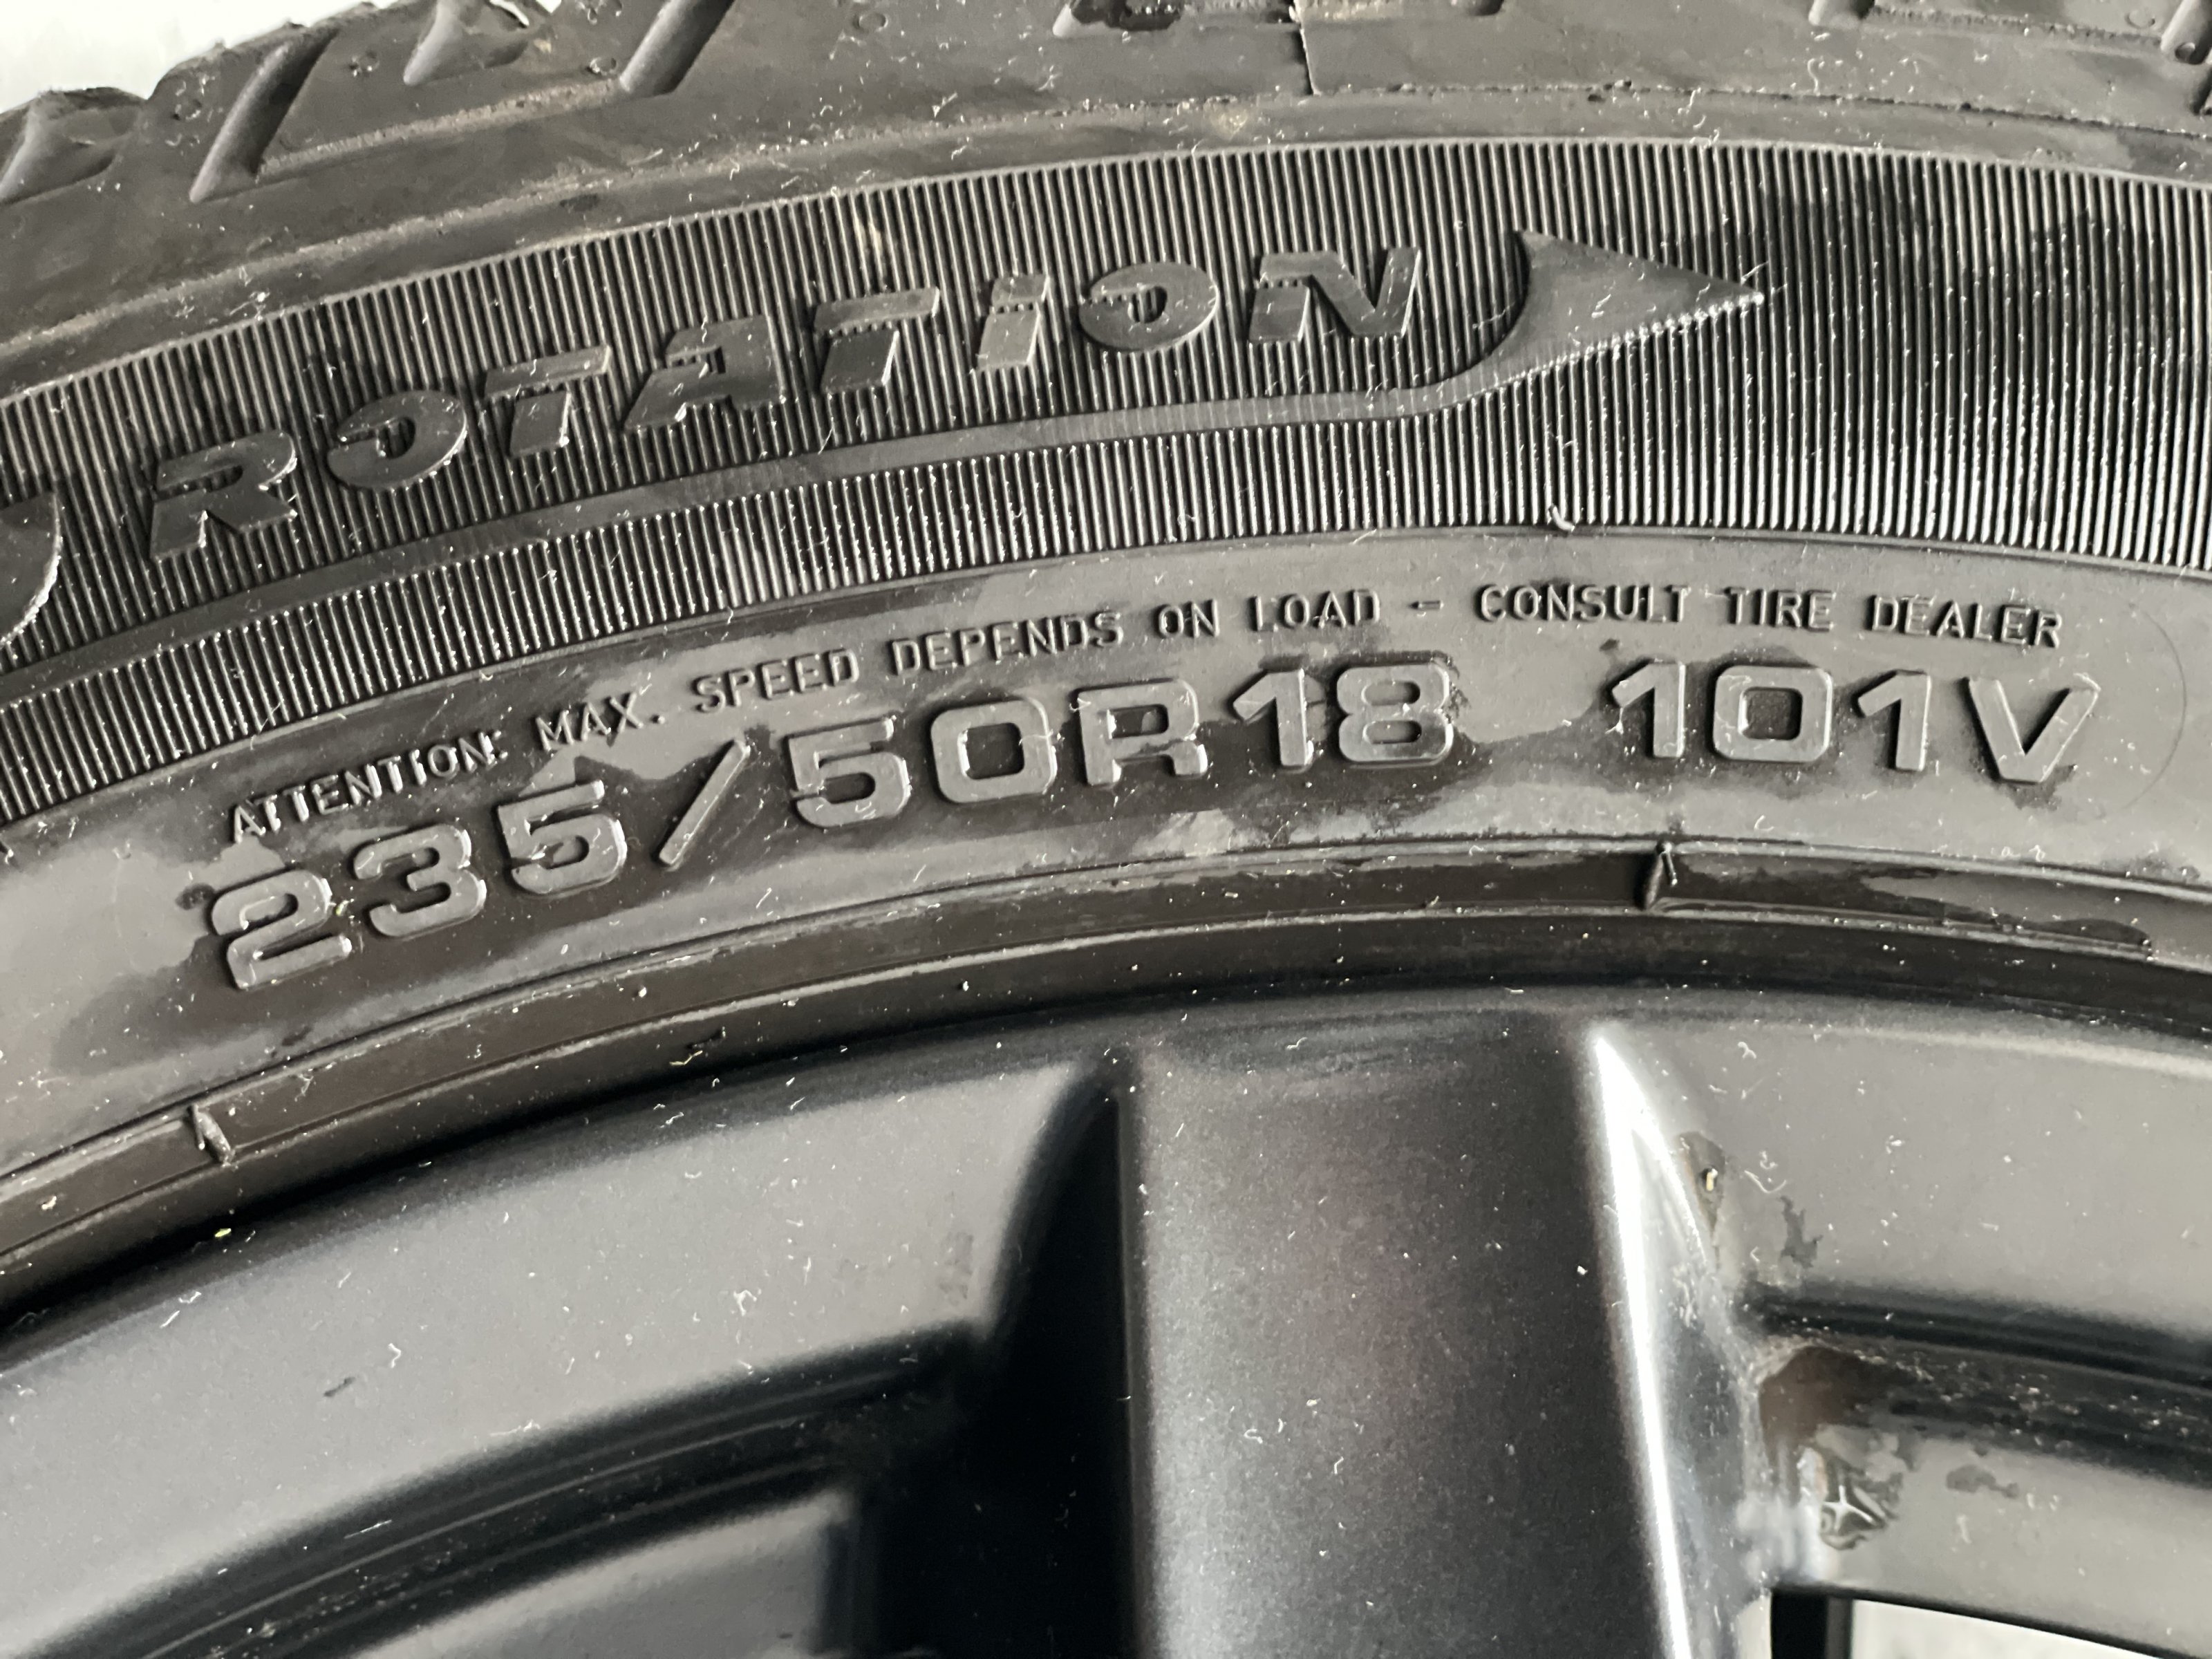 ROTATION
ATTENTION: MAX. SPEED DEPENDS ON LOAD - CONSULT TIRE DEALER
235/50R18 101V